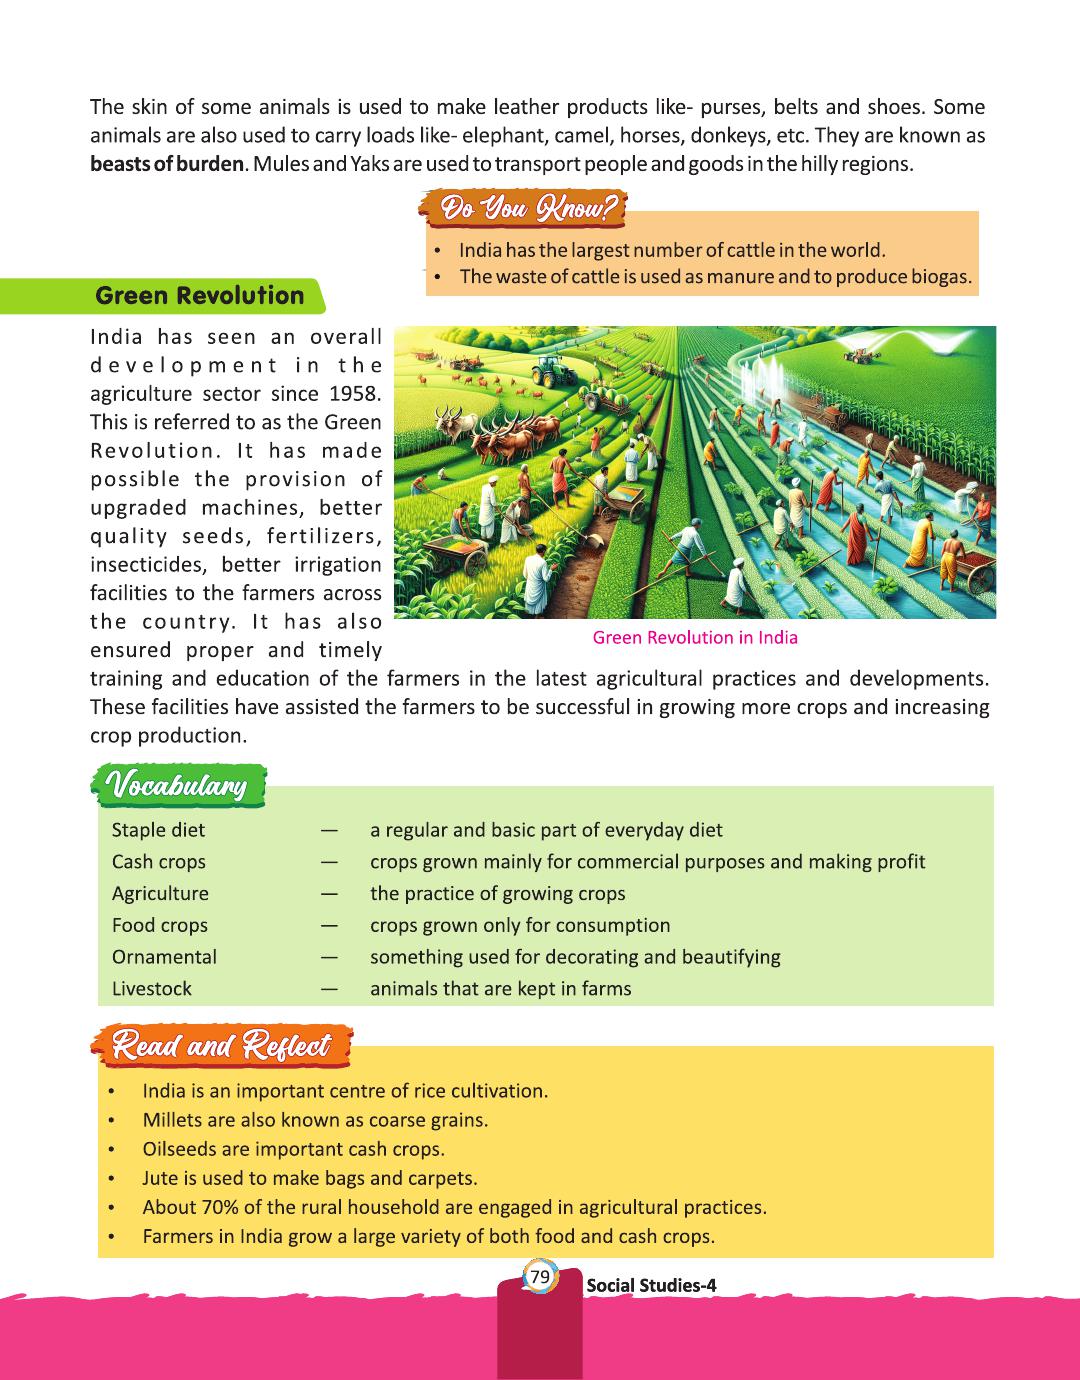 The skin of some animals is used to make leather products like- purses, belts and shoes. Some
animals are also used to carry loads like- elephant, camel, horses, donkeys, etc. They are known as
beasts of burden. Mules and Yaks are used to transport people and goods in the hilly regions.
Do You Know?
• India has the largest number of cattle in the world.
• The waste of cattle is used as manure and to produce biogas.
Green Revolution
India has seen an overall
development in the
agriculture sector since 1958.
This is referred to as the Green
Revolution. It has made
possible the provision of
upgraded machines, better
quality seeds, fertilizers,
insecticides, better irrigation
facilities to the farmers across
the country. It has also
ensured proper and timely
Green Revolution in India
training and education of the farmers in the latest agricultural practices and developments.
These facilities have assisted the farmers to be successful in growing more crops and increasing
crop production.
Vocabulary
Staple diet — a regular and basic part of everyday diet
Cash crops — crops grown mainly for commercial purposes and making profit
Agriculture — the practice of growing crops
Food crops — crops grown only for consumption
Ornamental — something used for decorating and beautifying
Livestock — animals that are kept in farms
Read and Reflect
• India is an important centre of rice cultivation.
• Millets are also known as coarse grains.
• Oilseeds are important cash crops.
• Jute is used to make bags and carpets.
• About 70% of the rural household are engaged in agricultural practices.
• Farmers in India grow a large variety of both food and cash crops.
79
Social Studies-4